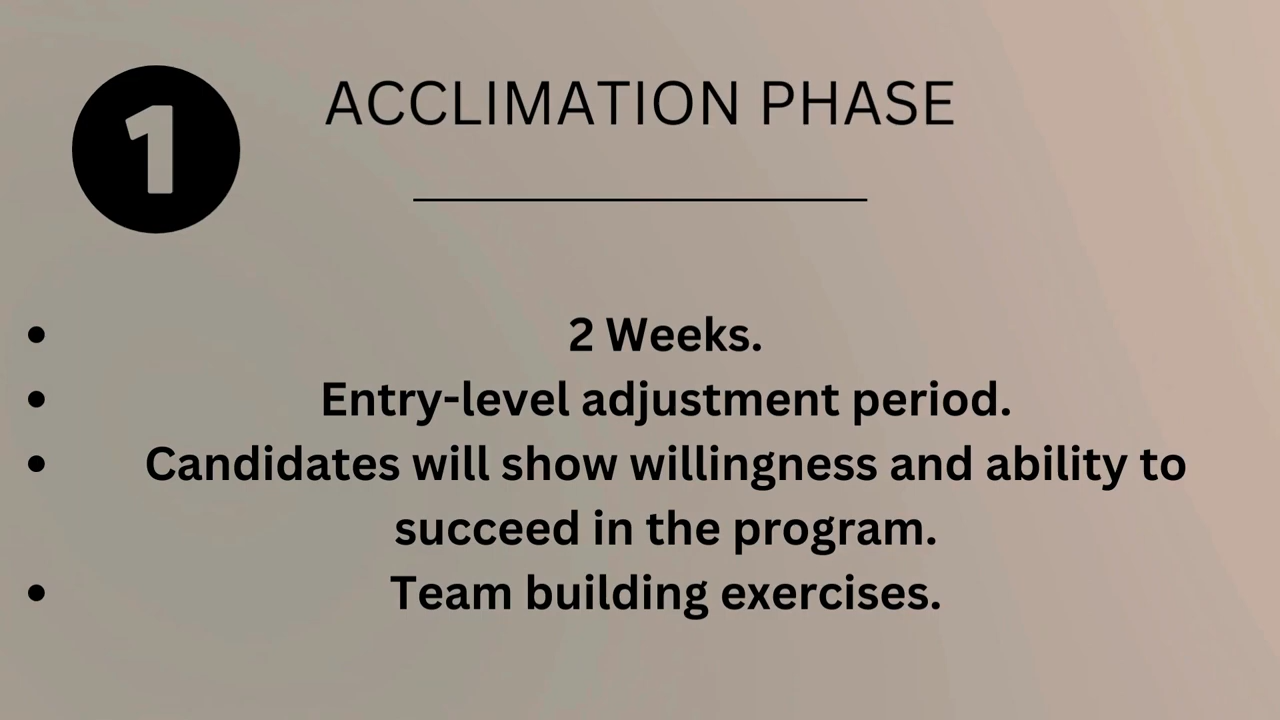 1
ACCLIMATION PHASE
• 2 Weeks.
• Entry-level adjustment period.
• Candidates will show willingness and ability to
succeed in the program.
• Team building exercises.